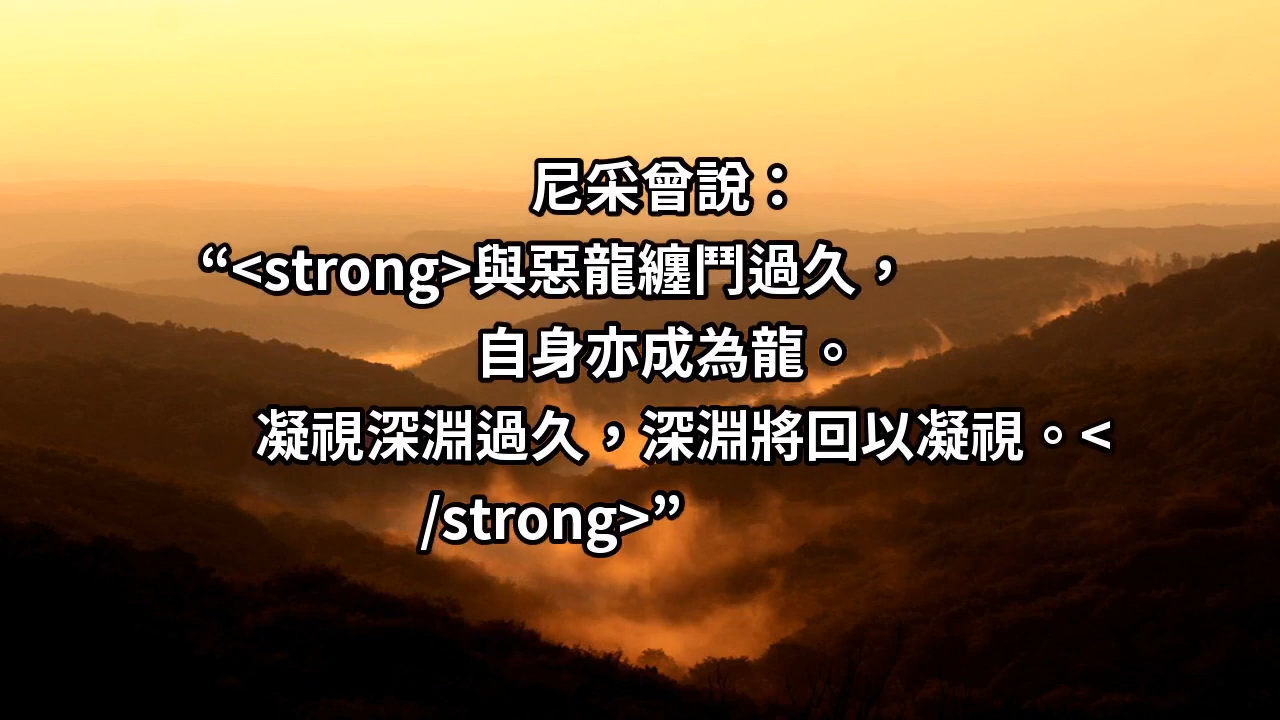 尼采曾說：
“<strong>與惡龍纏鬥過久，
自身亦成為龍。
凝視深淵過久，深淵將回以凝視。<
/strong>”